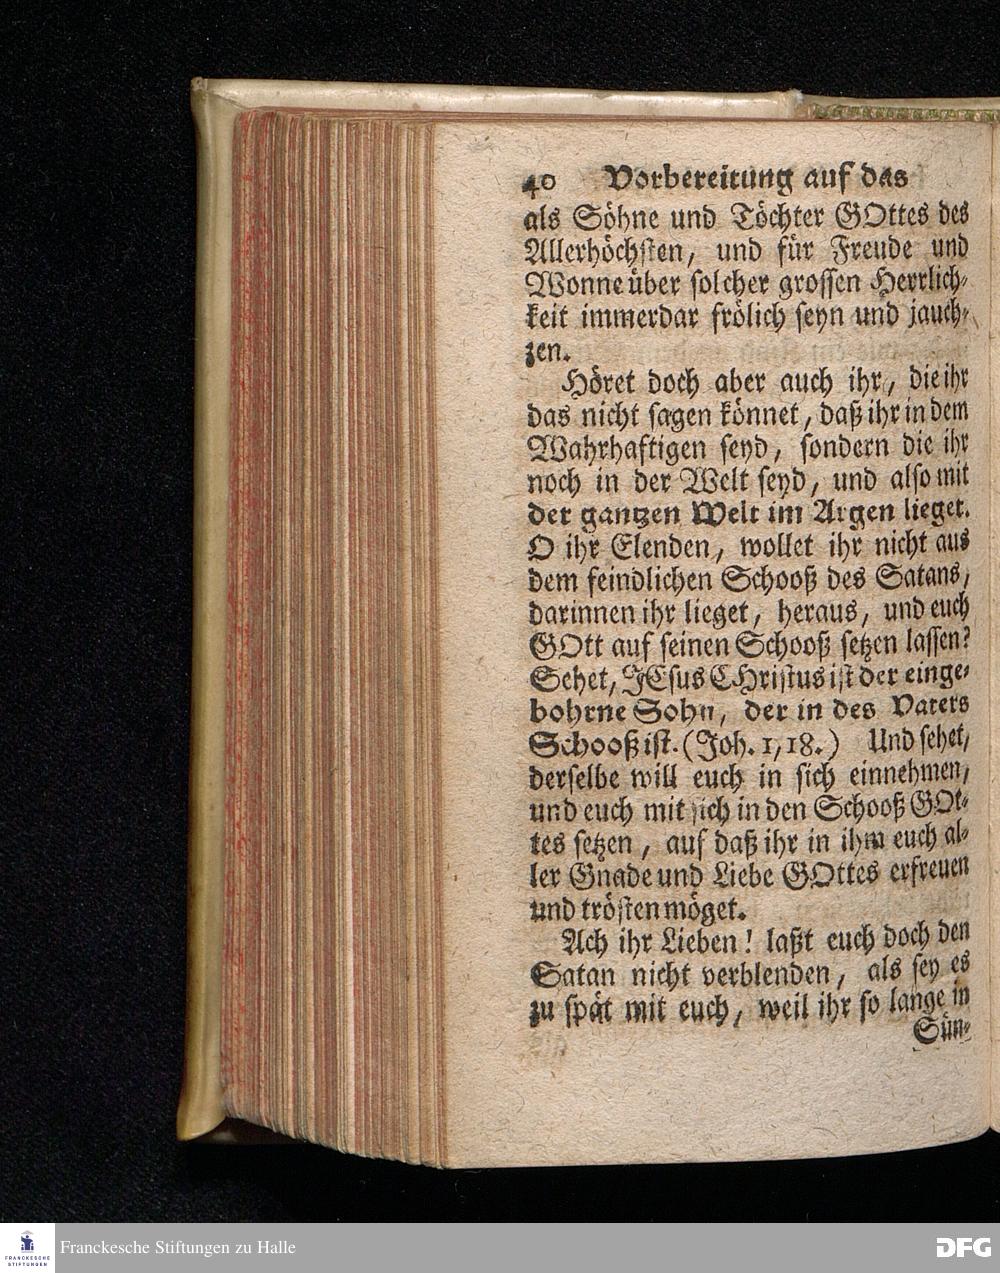 40 Vorbereitung auf das
als Söhne und Töchter GOttes des
Allerhöchsten, und für Freude und
Wonne über solcher grossen Herrlich-
keit immerdar frölich seyn und jauch-
zen.
Höret doch aber auch ihr, die ihr
das nicht sagen könnet, daß ihr in dem
Wahrhaftigen seyd, sondern die ihr
noch in der Welt seyd, und also mit
der gantzen Welt im Argen lieget.
O ihr Elenden, wollet ihr nicht aus
dem feindlichen Schooß des Satans,
darinnen ihr lieget, heraus, und euch
GOtt auf seinen Schooß setzen lassen?
Sehet, JEsus CHristus ist der einge-
bohrne Sohn, der in des Vaters
Schooß ist. (Joh. 1, 18.) Und sehet,
derselbe will euch in sich einnehmen,
und euch mit sich in den Schooß GOt-
tes setzen, auf daß ihr in ihm euch al-
ler Gnade und Liebe GOttes erfreuen
und trösten möget.
Ach ihr Lieben! laßt euch doch den
Satan nicht verblenden, als sey es
zu spät mit euch, weil ihr so lange in
Sün-
FRANCKESCHE
STIFTUNGEN
Franckesche Stiftungen zu Halle
DFG